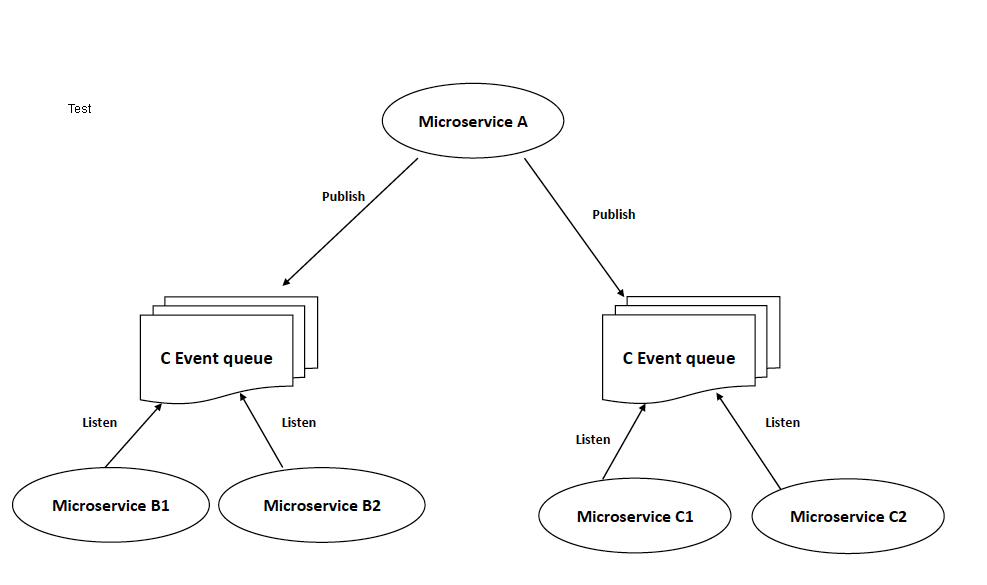 Test
Microservice A
Publish
Publish
C Event queue
C Event queue
Listen
Listen
Listen
Listen
Microservice B1
Microservice B2
Microservice C1
Microservice C2